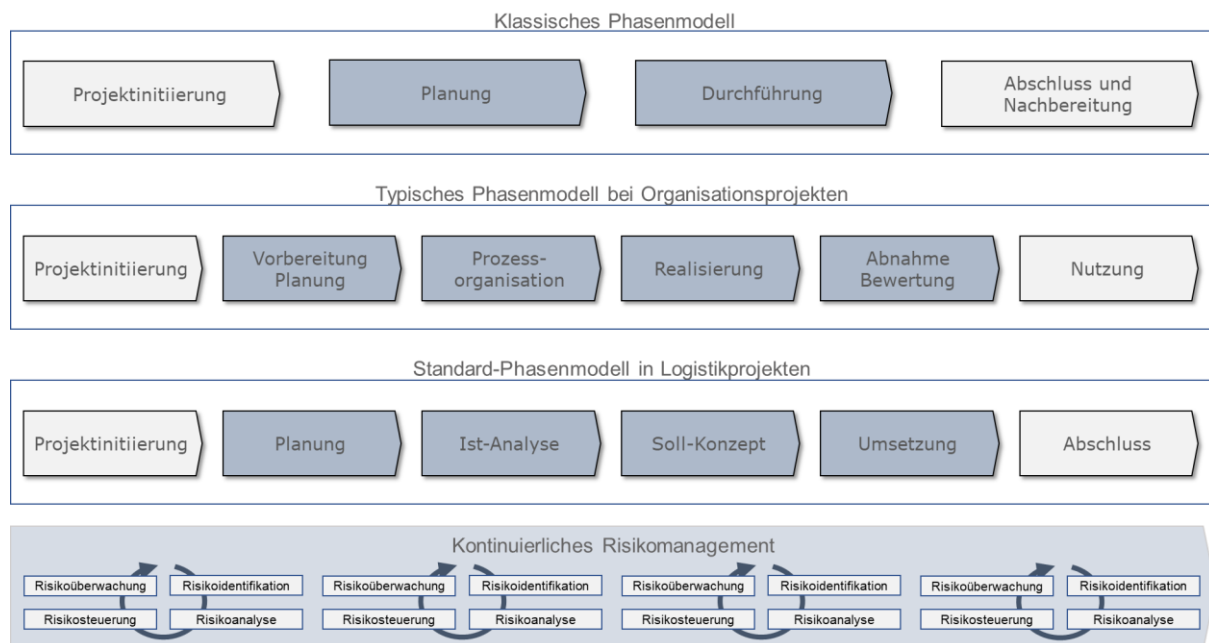 Klassisches Phasenmodell
Projektinitiierung
Planung
Durchführung
Abschluss und
Nachbereitung
Typisches Phasenmodell bei Organisationsprojekten
Projektinitiierung
Vorbereitung
Planung
Prozess-
organisation
Realisierung
Abnahme
Bewertung
Nutzung
Standard-Phasenmodell in Logistikprojekten
Projektinitiierung
Planung
Ist-Analyse
Soll-Konzept
Umsetzung
Abschluss
Kontinuierliches Risikomanagement
Risikoüberwachung
Risikoidentifikation
Risikosteuerung
Risikoanalyse
Risikoüberwachung
Risikoidentifikation
Risikosteuerung
Risikoanalyse
Risikoüberwachung
Risikoidentifikation
Risikosteuerung
Risikoanalyse
Risikoüberwachung
Risikoidentifikation
Risikosteuerung
Risikoanalyse